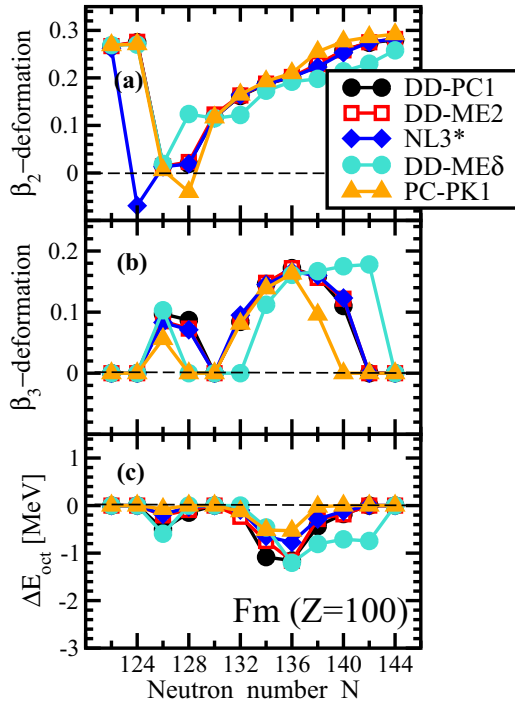 0.3
0.2
0.1
0
β₂−deformation
(a)
DD-PC1
DD-ME2
NL3*
DD-MEδ
PC-PK1
0.2
0.1
0
β₃−deformation
(b)
1
0
-1
-2
-3
ΔE_oct [MeV]
(c)
Fm (Z=100)
124 128 132 136 140 144
Neutron number N